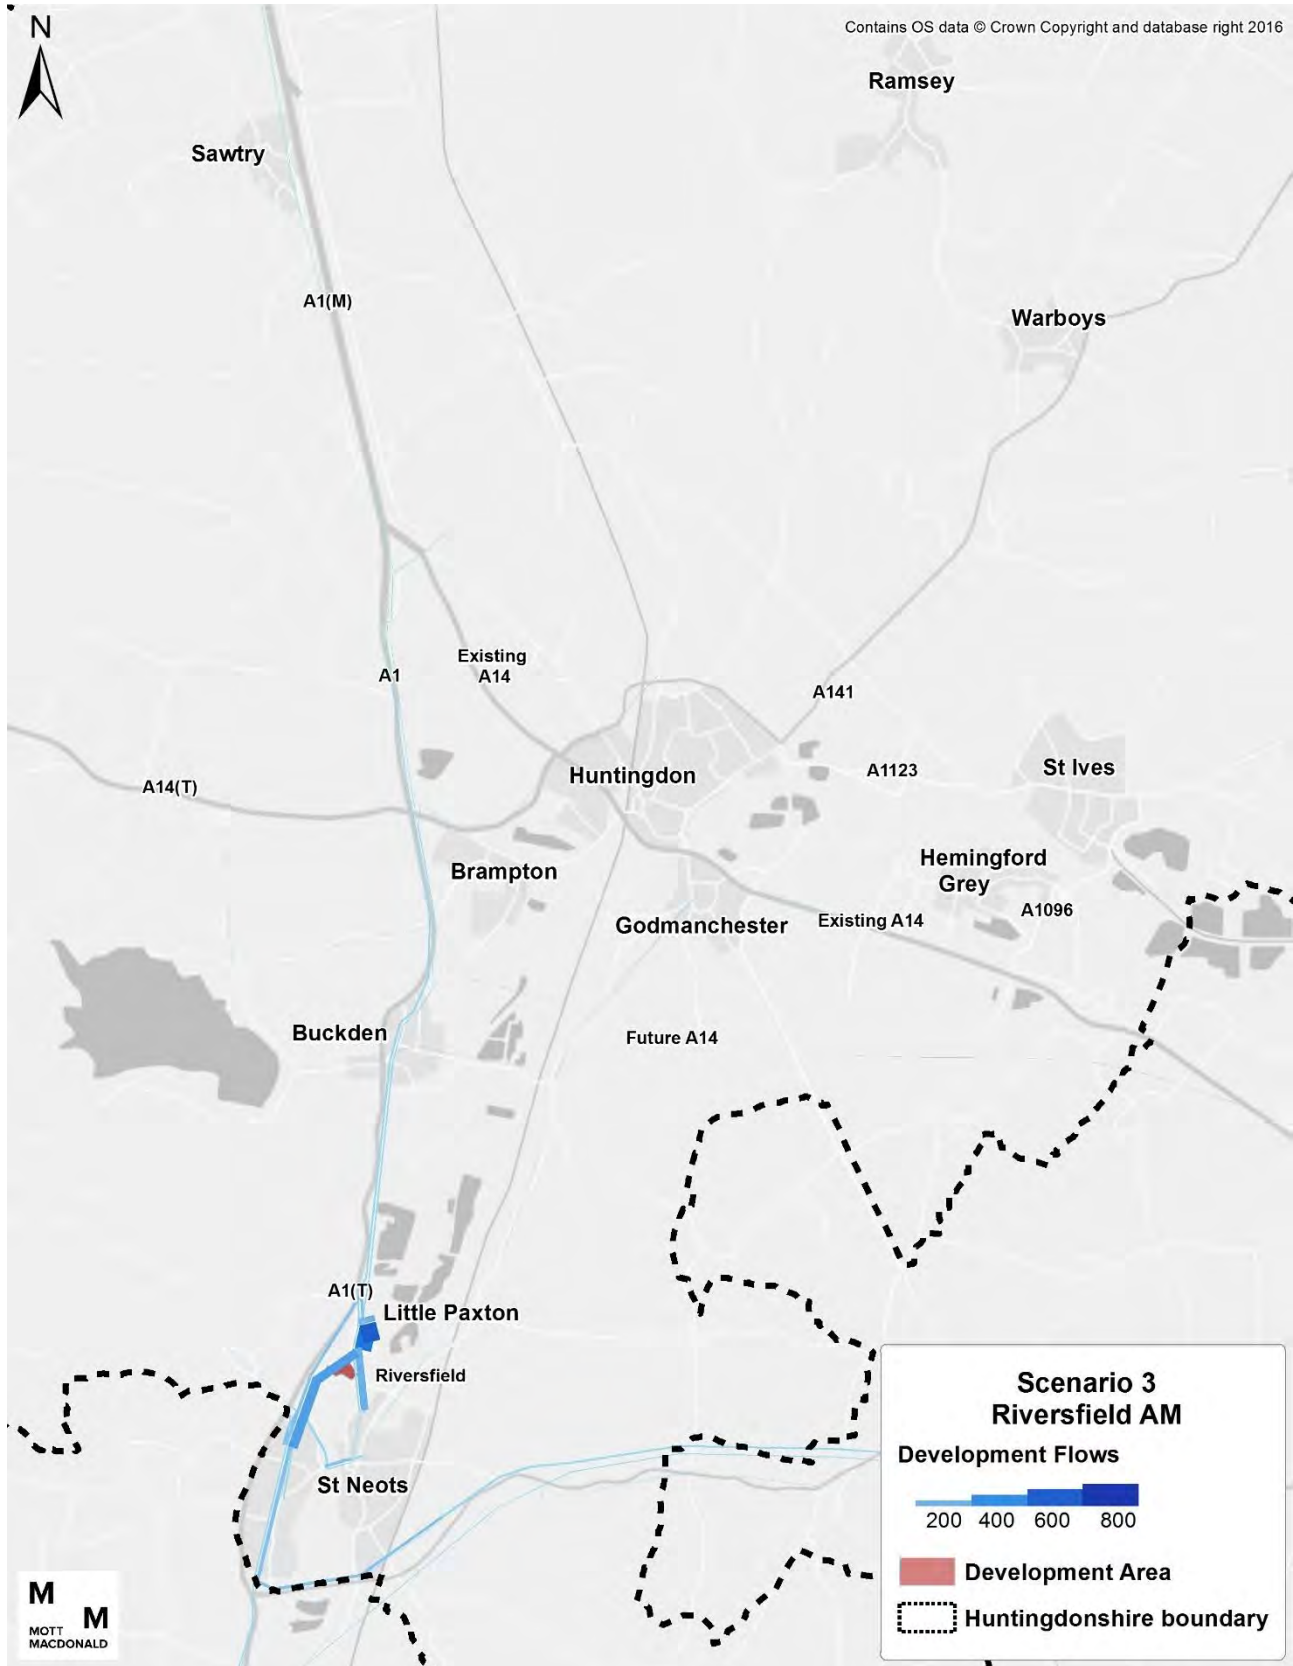 N
Contains OS data © Crown Copyright and database right 2016
Ramsey
Sawtry
A1(M)
Warboys
Existing
A14
A1
A141
Huntingdon
A1123
St Ives
A14(T)
Brampton
Hemingford
Grey
A1096
Godmanchester
Existing A14
Buckden
Future A14
A1(T)
Little Paxton
Riversfield
St Neots
Scenario 3
Riversfield AM
Development Flows
200 400 600 800
Development Area
Huntingdonshire boundary
M
M
MOTT
MACDONALD